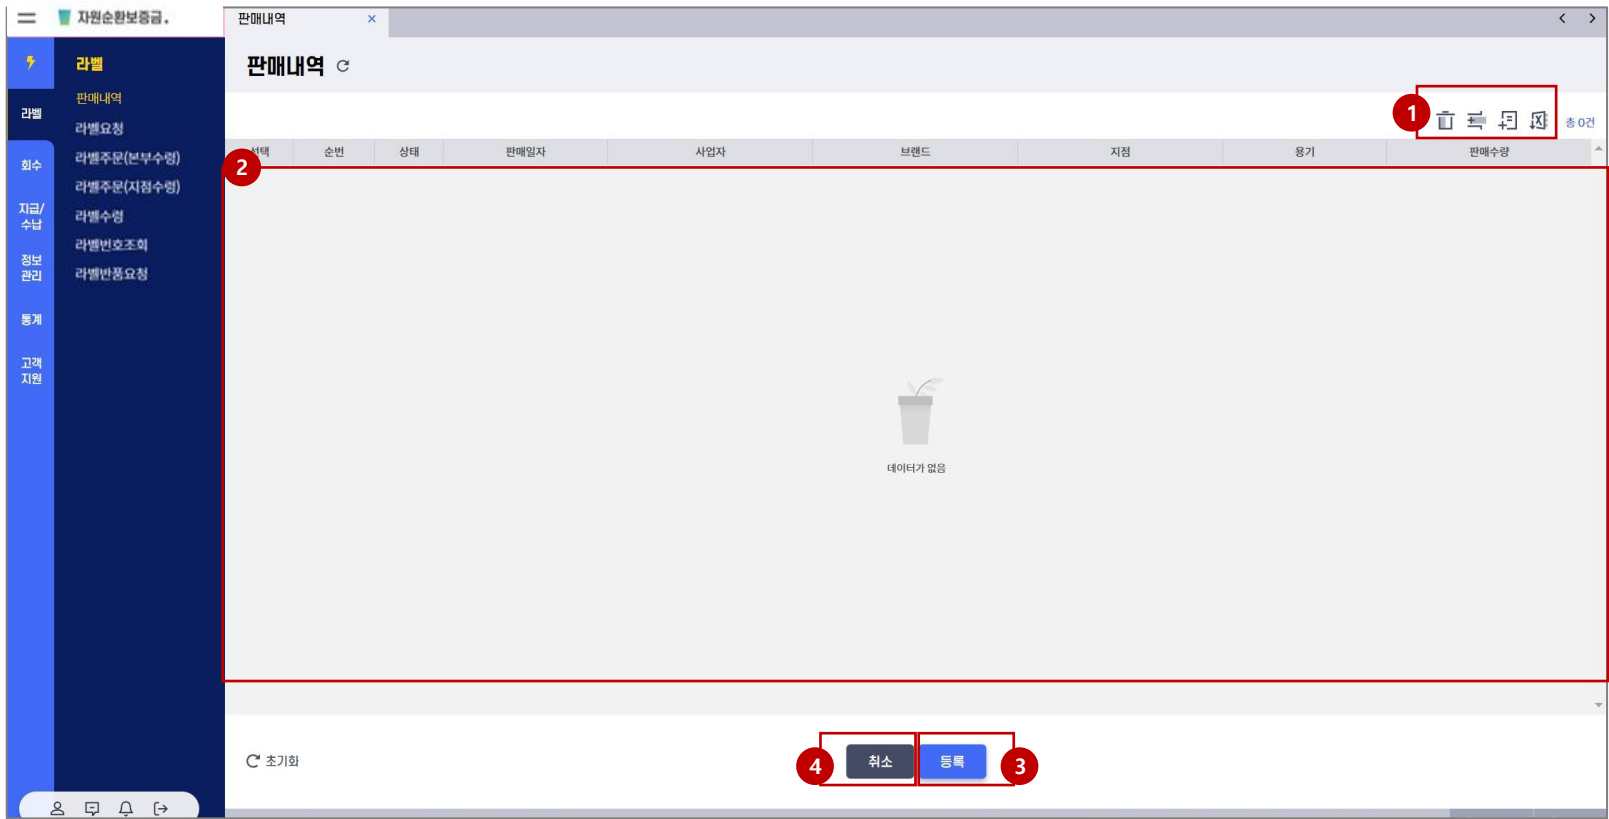 자원순환보증금.
판매내역
판매내역
라벨
회수
지급/
수납
정보
관리
통계
고객
지원
라벨
판매내역
라벨요청
라벨주문(본부수령)
라벨주문(지점수령)
라벨수령
라벨번호조회
라벨반품요청
1
총 0건
선택 순번 상태 판매일자 사업자 브랜드 지점 용기 판매수량
2
데이터가 없음
초기화
4 취소 등록 3